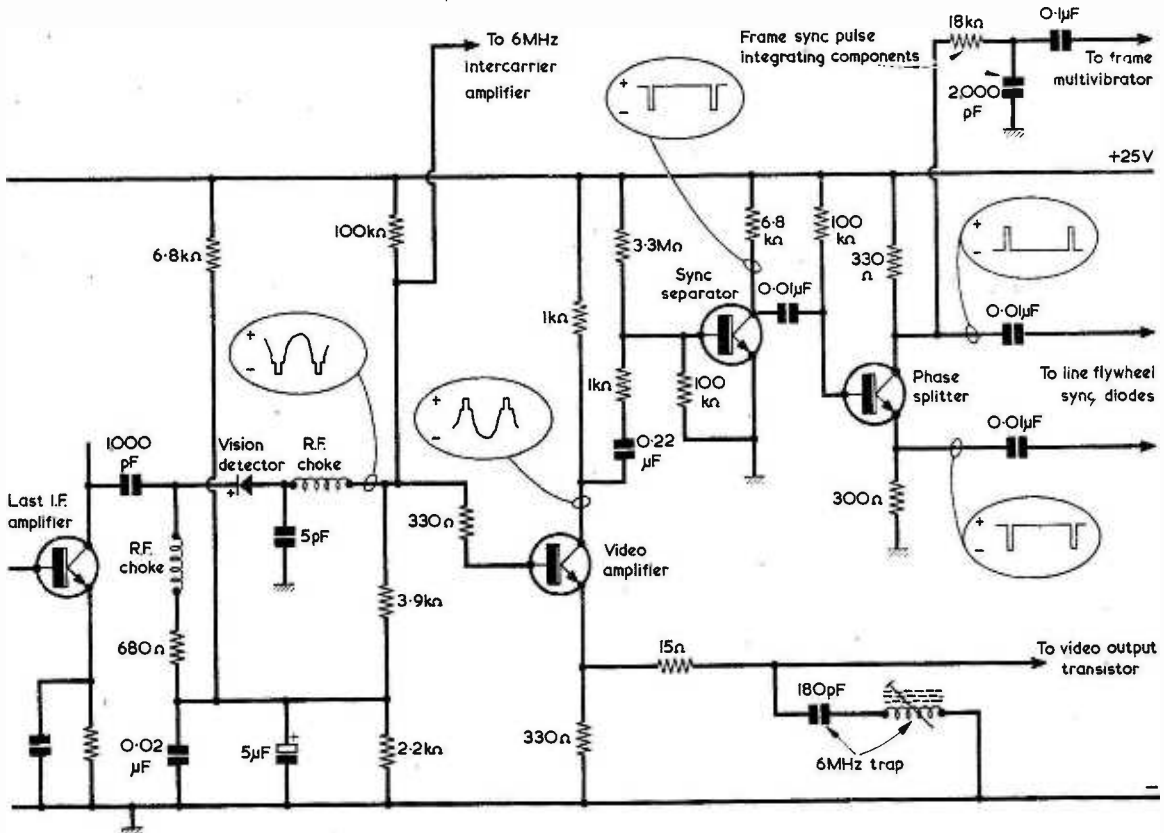 To 6MHz
intercarrier
amplifier
Frame sync pulse
integrating components
18kΩ
0·1µF
To frame
multivibrator
2,000
pF
+
−
+25V
6·8kΩ
100kΩ
3·3MΩ
6·8
kΩ
100
kΩ
330
Ω
+
−
Sync
separator
0·01µF
0·01µF
1kΩ
+
−
1kΩ
100
kΩ
Phase
splitter
To line flywheel
sync diodes
+
−
0·01µF
1000
pF
Vision
detector
+
R.F.
choke
0·22
µF
Last I.F.
amplifier
330Ω
300Ω
+
−
5pF
R.F.
choke
Video
amplifier
3·9kΩ
680Ω
15Ω
To video output
transistor
180pF
0·02
µF
5µF
+
2·2kΩ
330Ω
6MHz trap
−